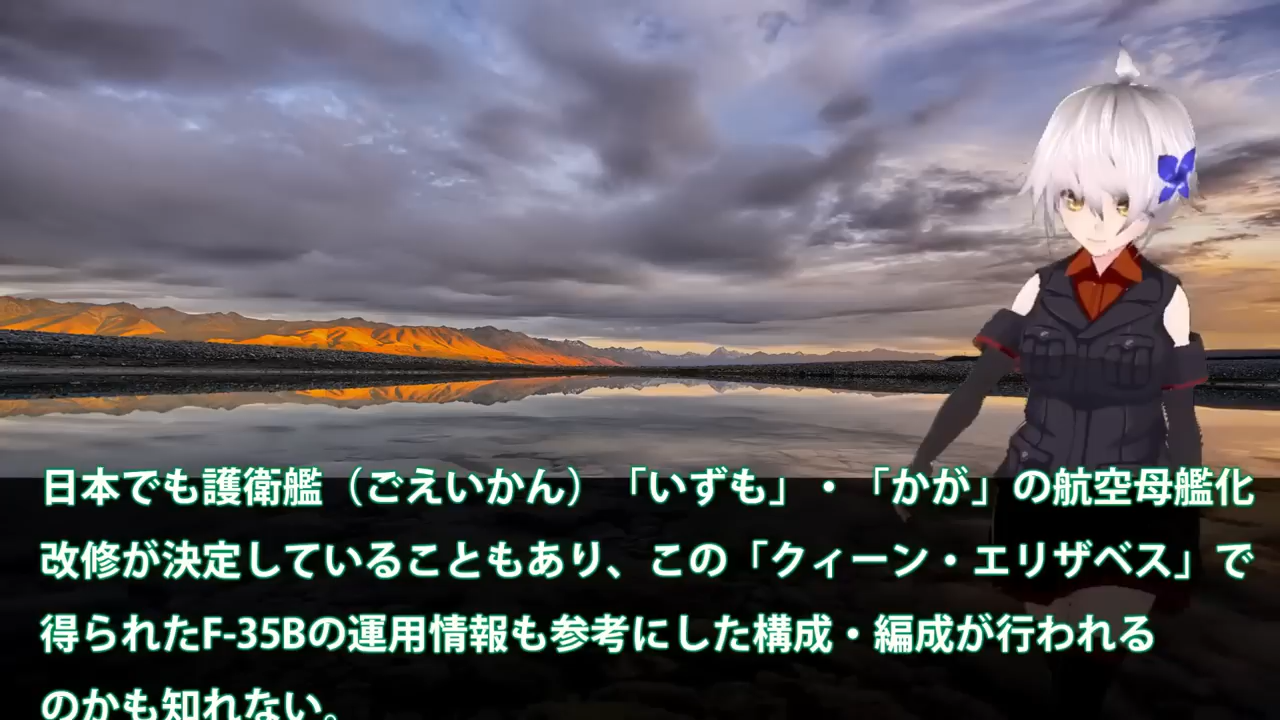 日本でも護衛艦（ごえいかん）「いずも」・「かが」の航空母艦化
改修が決定していることもあり、この「クィーン・エリザベス」で
得られたF-35Bの運用情報も参考にした構成・編成が行われる
のかも知れない。